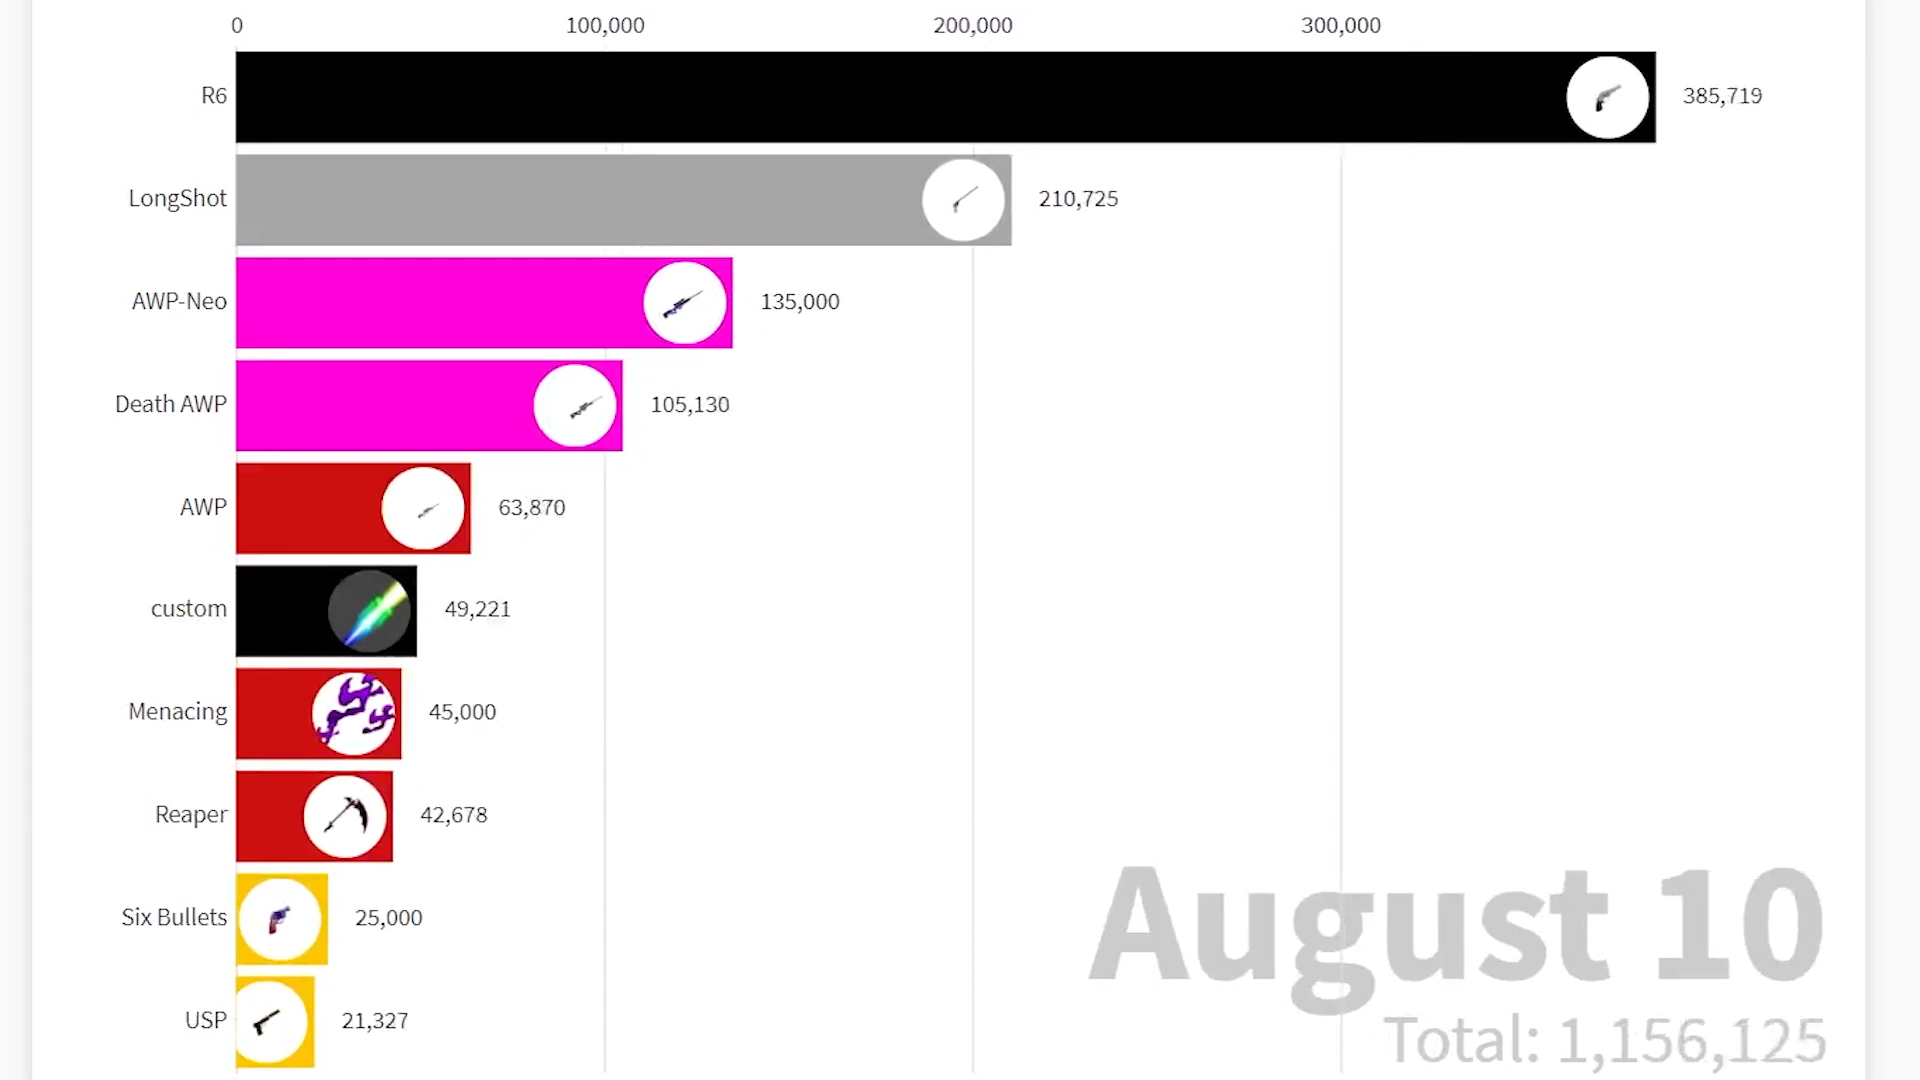 0 100,000 200,000 300,000
R6 385,719
LongShot 210,725
AWP-Neo 135,000
Death AWP 105,130
AWP 63,870
custom 49,221
Menacing 45,000
Reaper 42,678
Six Bullets 25,000
USP 21,327
August 10
Total: 1,156,125